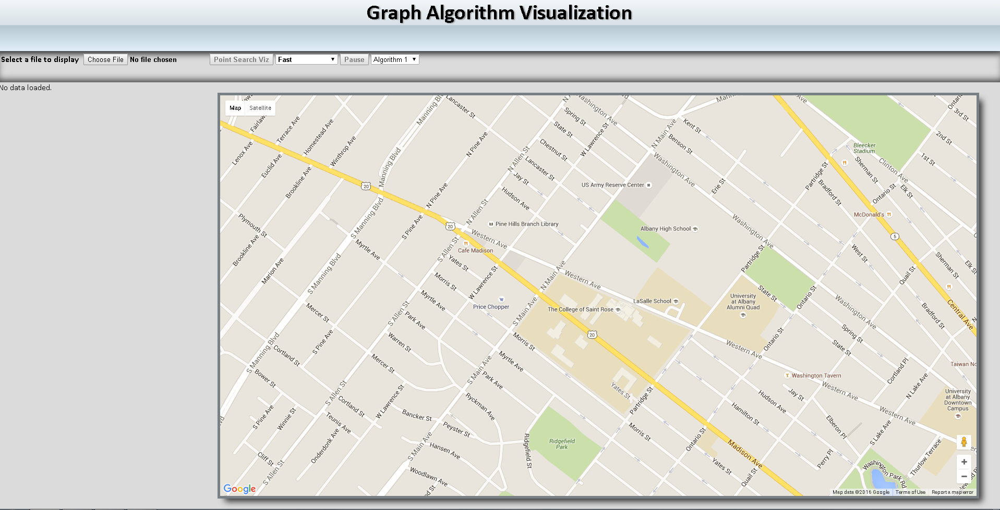 Graph Algorithm Visualization
Select a file to display Choose File No file chosen Point Search Viz Fast Pause Algorithm 1
No data loaded.
Map Satellite
Lancaster St
Manning Blvd
Washington Ave
Spring St
State St
N Main Ave
Kent St
Benson St
3rd St
2nd St
1st St
Bleecker
Stadium
Clinton Ave
Terrace Ave
Homestead Ave
Winthrop Ave
Lenox Ave
Euclid Ave
Brookline Ave
N Pine Ave
W Lawrence St
Chestnut St
Lancaster St
N Allen St
Jay St
Hudson Ave
Manning Blvd
20
Washington Ave
US Army Reserve Center
Erie St
Partridge St
Bradford St
Sherman St
Ontario St
Elk St
McDonald's
N Pine Ave
N Allen St
S Manning Blvd
S Pine Ave
20
Pine Hills Branch Library
Albany High School
Washington Ave
5
Plymouth St
Brookline Ave
Marion Ave
Myrtle Ave
S Allen St
Western Ave
Cafe Madison
Yates St
Morris St
W Lawrence St
N Main Ave
Western Ave
Partridge St
State St
West St
Quail St
Sherman St
Elk St
S Manning Blvd
Mercer St
Myrtle Ave
Price Chopper
S Main Ave
The College of Saint Rose
LaSalle School
University
at Albany
Alumni Quad
Ontario St
Washington Ave
Bradford St
Central Ave
S Allen St
Park Ave
Warren St
S Pine Ave
Cortland St
S Manning Blvd
Bower St
Mercer St
Morris St
Myrtle Ave
S Main Ave
Park Ave
20
Western Ave
Ontario St
Spring St
State St
Cortland Pl
N Lake Ave
Washington Tavern
Western Ave
Jay St
Hudson Ave
Hamilton St
Yates St
Partridge St
University
at Albany
Downtown
Campus
Western Ave
S Allen St
Cortland St
W Lawrence St
Ryckman Ave
Bancker St
Peyster St
S Pine Ave
Winnie St
Teunis Ave
Onderdonk Ave
Cliff St
S Allen St
S Main Ave
Hansen Ave
Woodlawn Ave
Ridgefield St
Ridgefield
Park
Morris St
Ontario St
Madison Ave
Yates St
Quail St
Elberon Pl
Perry Pl
S Lake Ave
Washington Park Rd
Thurlow Terrace
+
−
Google
Map data ©2016 Google Terms of Use Report a map error